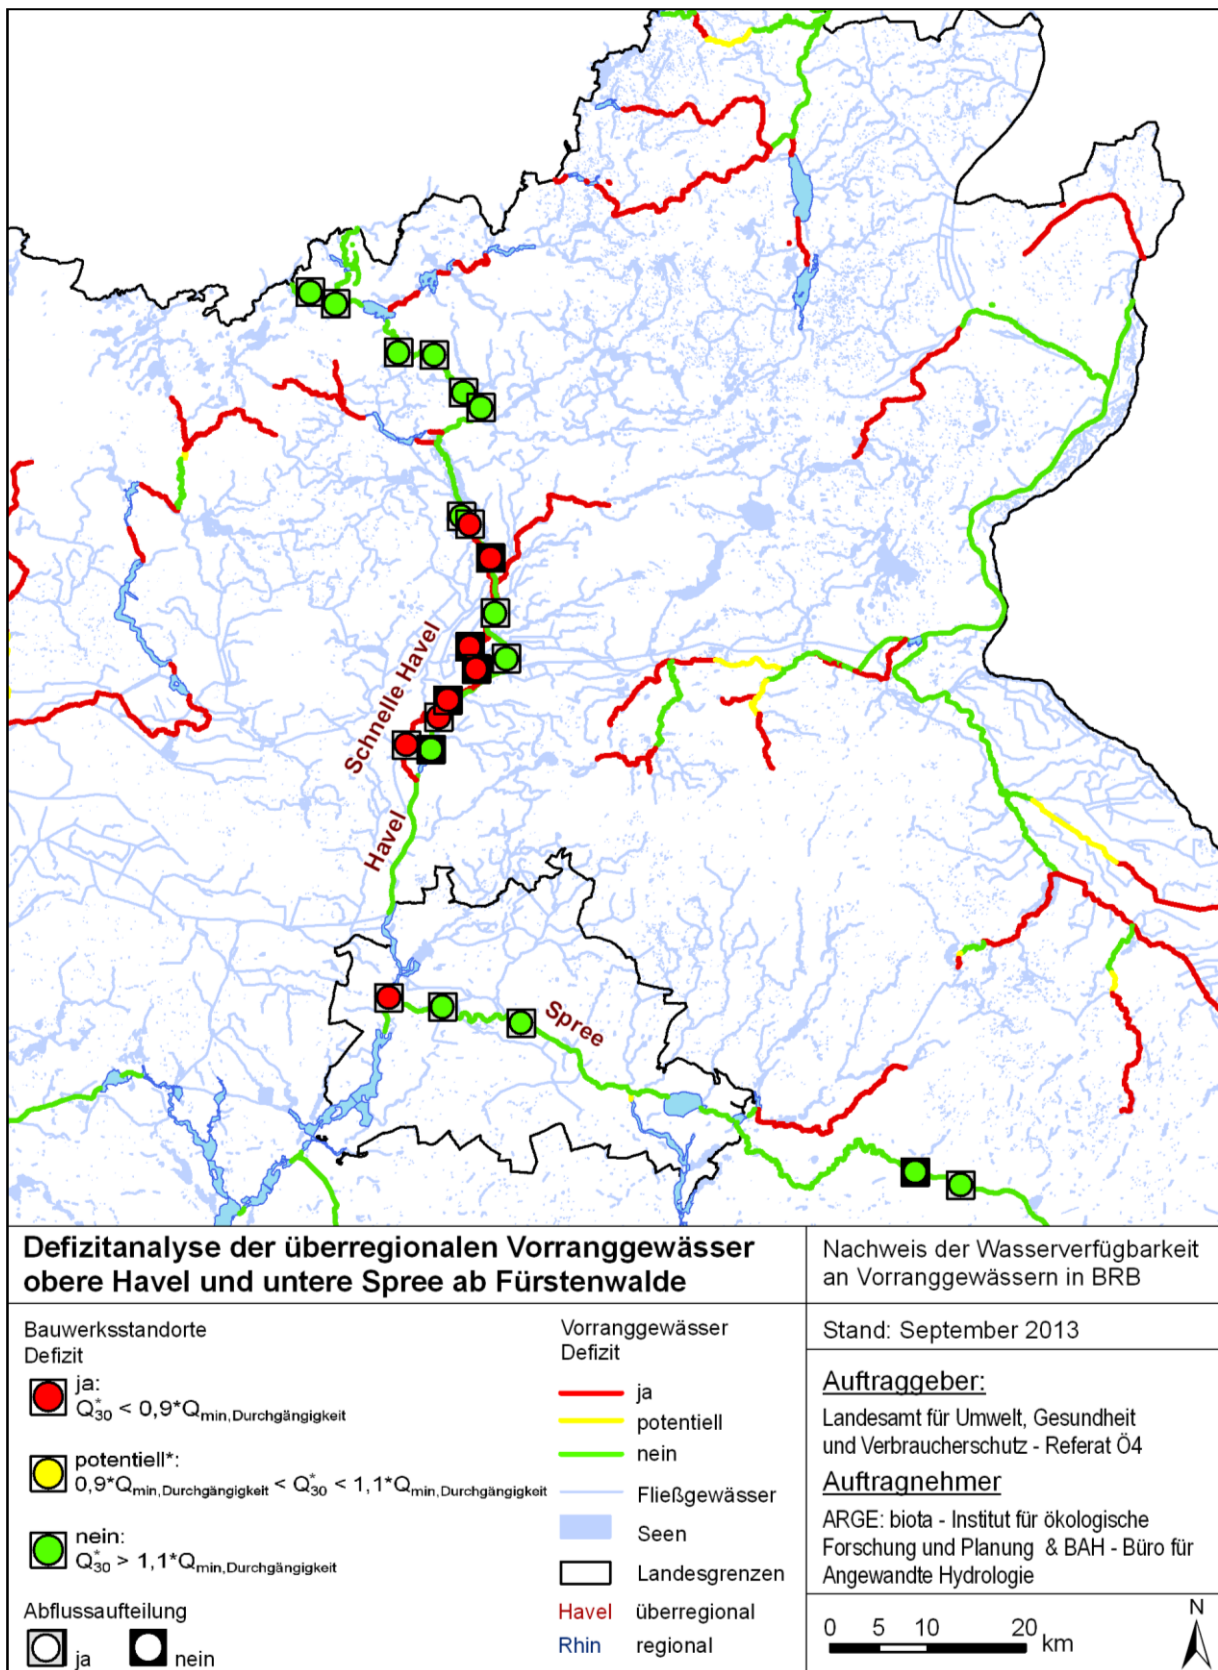 Schnelle Havel
Havel
Spree
Defizitanalyse der überregionalen Vorranggewässer
obere Havel und untere Spree ab Fürstenwalde
Nachweis der Wasserverfügbarkeit
an Vorranggewässern in BRB
Stand: September 2013
Bauwerksstandorte
Defizit
ja:
Q*30 < 0,9*Qmin,Durchgängigkeit
potentiell*:
0,9*Qmin,Durchgängigkeit < Q*30 < 1,1*Qmin,Durchgängigkeit
nein:
Q*30 > 1,1*Qmin,Durchgängigkeit
Abflussaufteilung
ja nein
Vorranggewässer
Defizit
ja
potentiell
nein
Fließgewässer
Seen
Landesgrenzen
Havel überregional
Rhin regional
Auftraggeber:
Landesamt für Umwelt, Gesundheit
und Verbraucherschutz - Referat Ö4
Auftragnehmer
ARGE: biota - Institut für ökologische
Forschung und Planung & BAH - Büro für
Angewandte Hydrologie
0 5 10 20 km
N